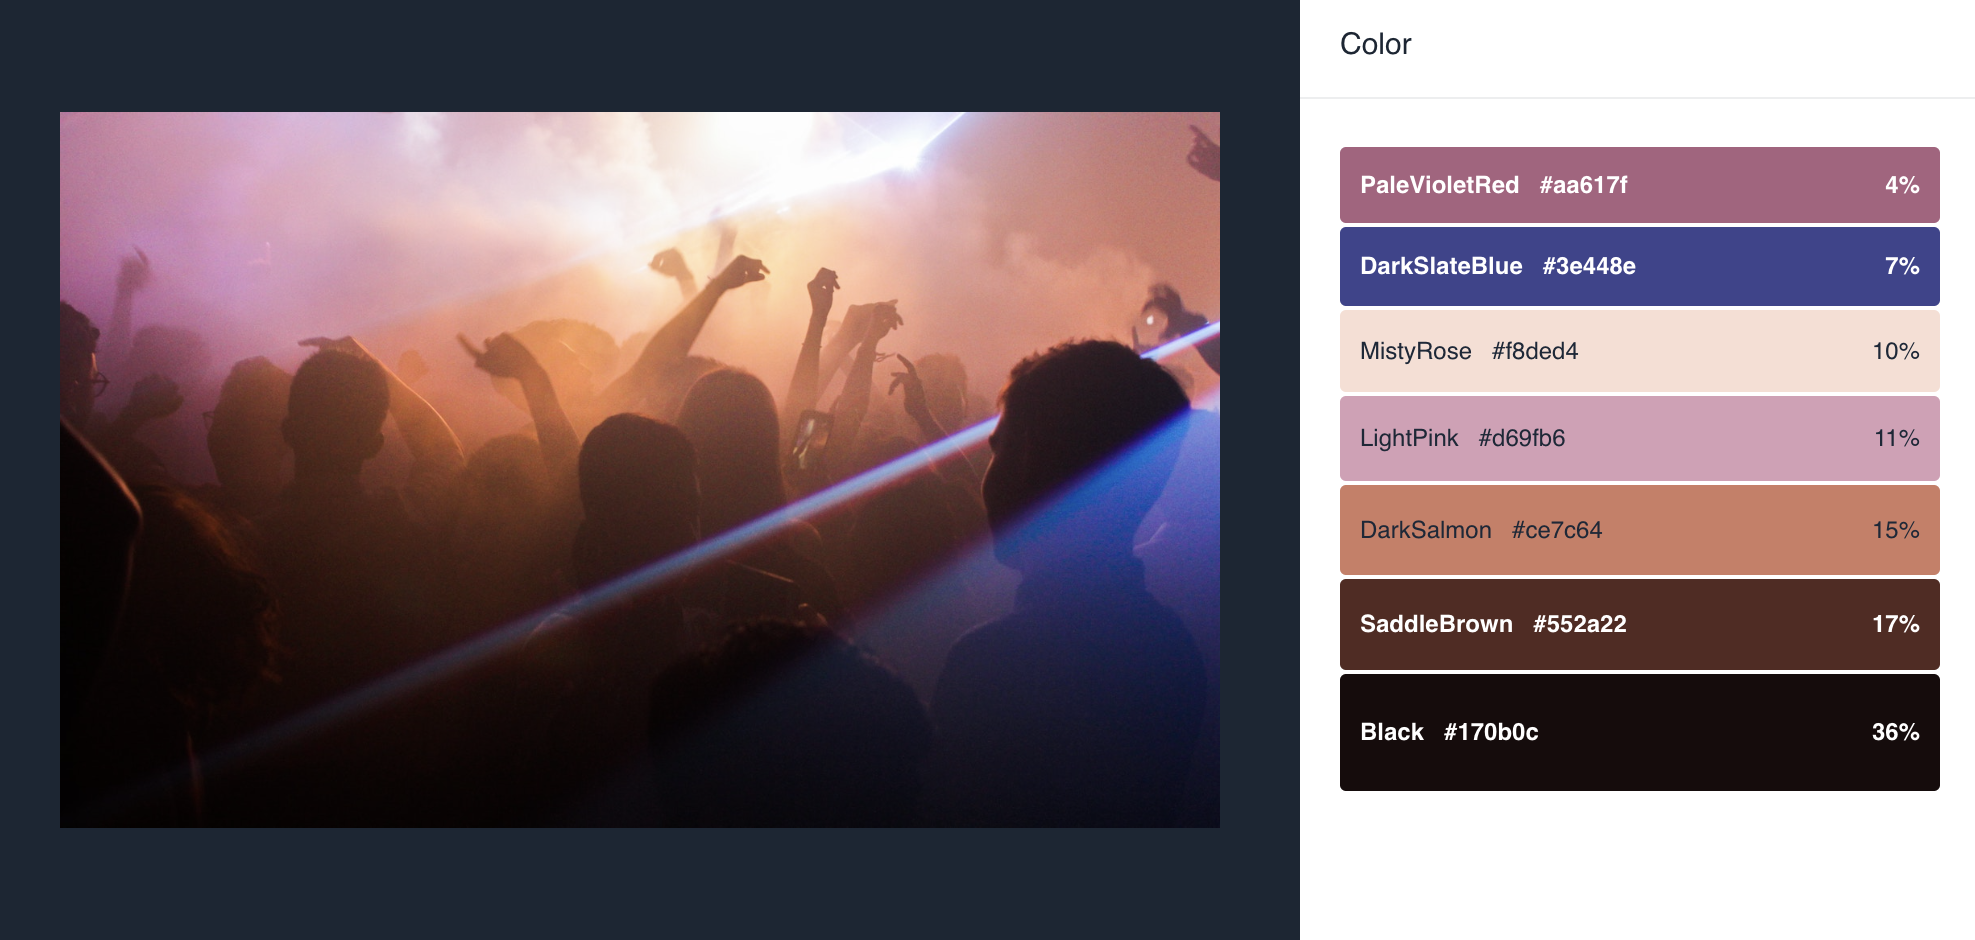 Color
PaleVioletRed #aa617f 4%
DarkSlateBlue #3e448e 7%
MistyRose #f8ded4 10%
LightPink #d69fb6 11%
DarkSalmon #ce7c64 15%
SaddleBrown #552a22 17%
Black #170b0c 36%